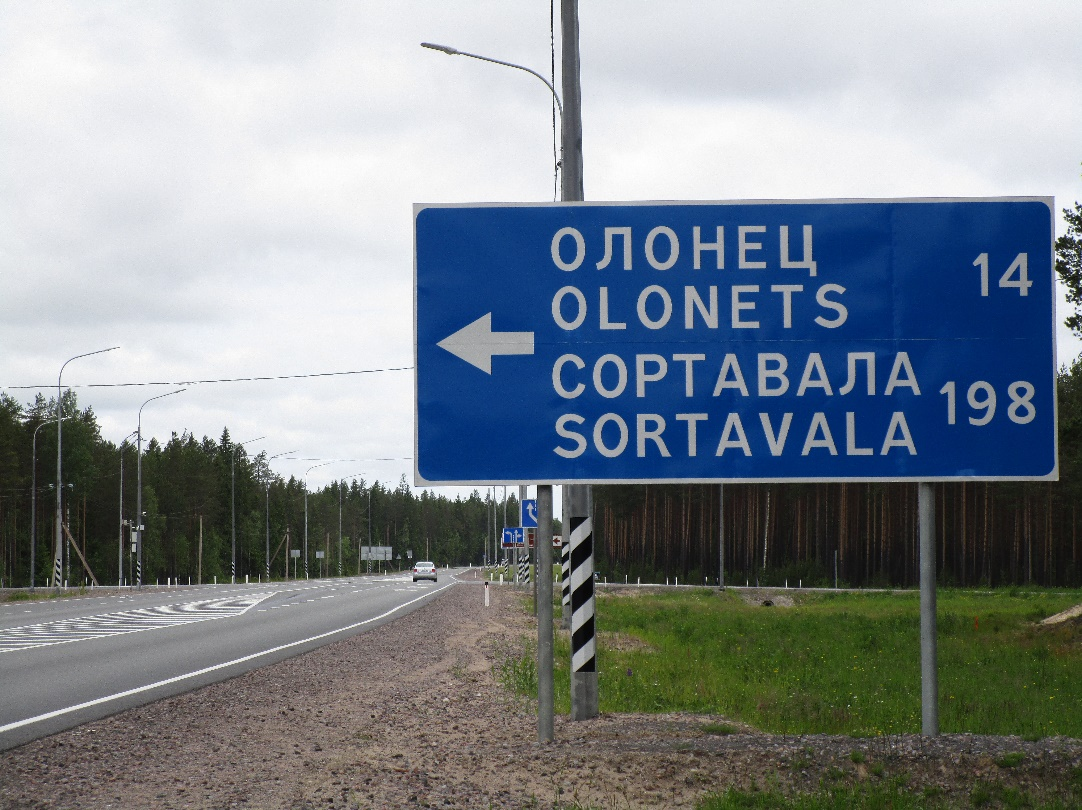 ОЛОНЕЦ
OLONETS
14
СОРТАВАЛА
SORTAVALA
198